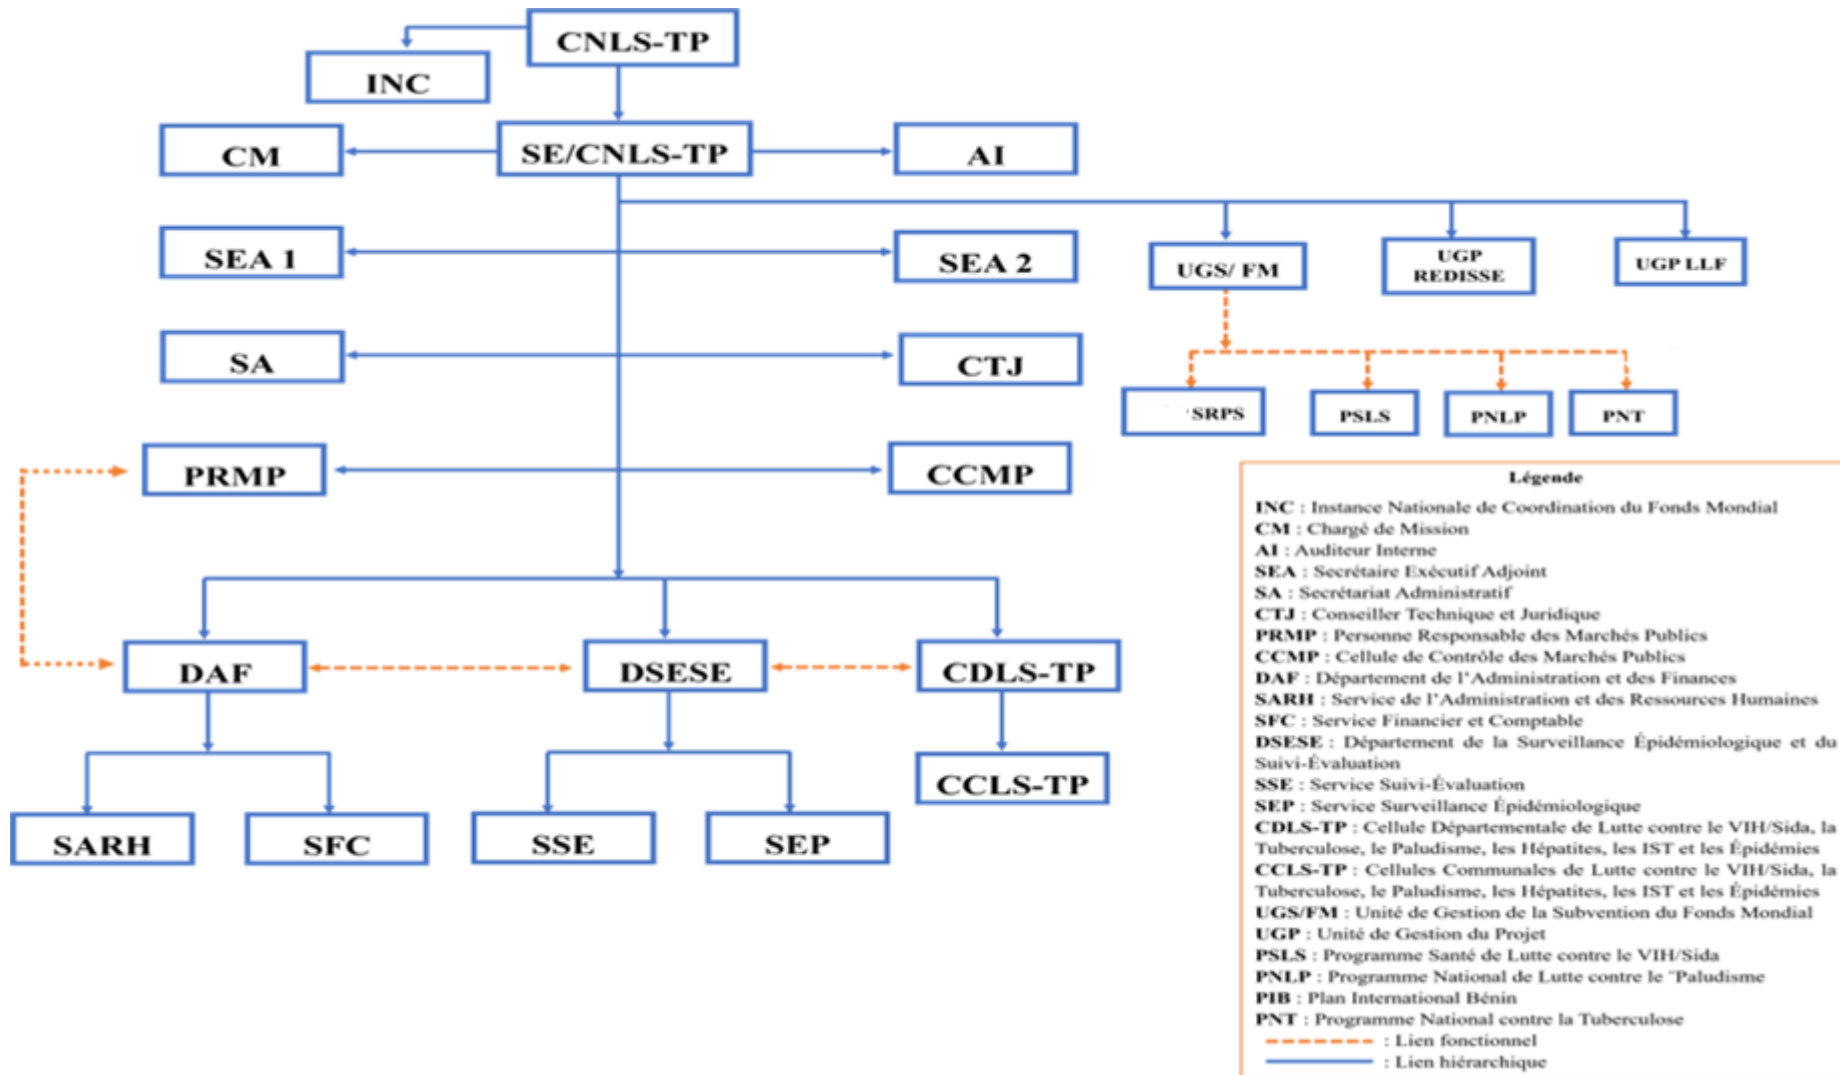 CNLS-TP
INC
CM
SE/CNLS-TP
AI
SEA 1
SEA 2
UGS/ FM
UGP
REDISSE
UGP LLF
SA
CTJ
SRPS
PSLS
PNLP
PNT
PRMP
CCMP
DAF
DSESE
CDLS-TP
CCLS-TP
SARH
SFC
SSE
SEP
Légende
INC : Instance Nationale de Coordination du Fonds Mondial
CM : Chargé de Mission
AI : Auditeur Interne
SEA : Secrétaire Exécutif Adjoint
SA : Secrétariat Administratif
CTJ : Conseiller Technique et Juridique
PRMP : Personne Responsable des Marchés Publics
CCMP : Cellule de Contrôle des Marchés Publics
DAF : Département de l'Administration et des Finances
SARH : Service de l'Administration et des Ressources Humaines
SFC : Service Financier et Comptable
DSESE : Département de la Surveillance Épidémiologique et du
Suivi-Évaluation
SSE : Service Suivi-Évaluation
SEP : Service Surveillance Épidémiologique
CDLS-TP : Cellule Départementale de Lutte contre le VIH/Sida, la
Tuberculose, le Paludisme, les Hépatites, les IST et les Épidémies
CCLS-TP : Cellules Communales de Lutte contre le VIH/Sida, la
Tuberculose, le Paludisme, les Hépatites, les IST et les Épidémies
UGS/FM : Unité de Gestion de la Subvention du Fonds Mondial
UGP : Unité de Gestion du Projet
PSLS : Programme Santé de Lutte contre le VIH/Sida
PNLP : Programme National de Lutte contre le ¨Paludisme
PIB : Plan International Bénin
PNT : Programme National contre la Tuberculose
: Lien fonctionnel
: Lien hiérarchique